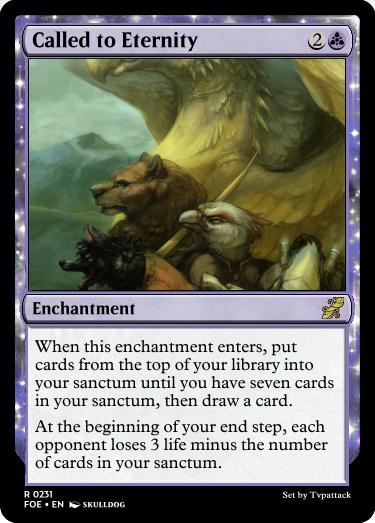 Called to Eternity 2
Enchantment
When this enchantment enters, put
cards from the top of your library into
your sanctum until you have seven cards
in your sanctum, then draw a card.
At the beginning of your end step, each
opponent loses 3 life minus the number
of cards in your sanctum.
R 0231
FOE • EN SKULLDOG
Set by Tvpattack